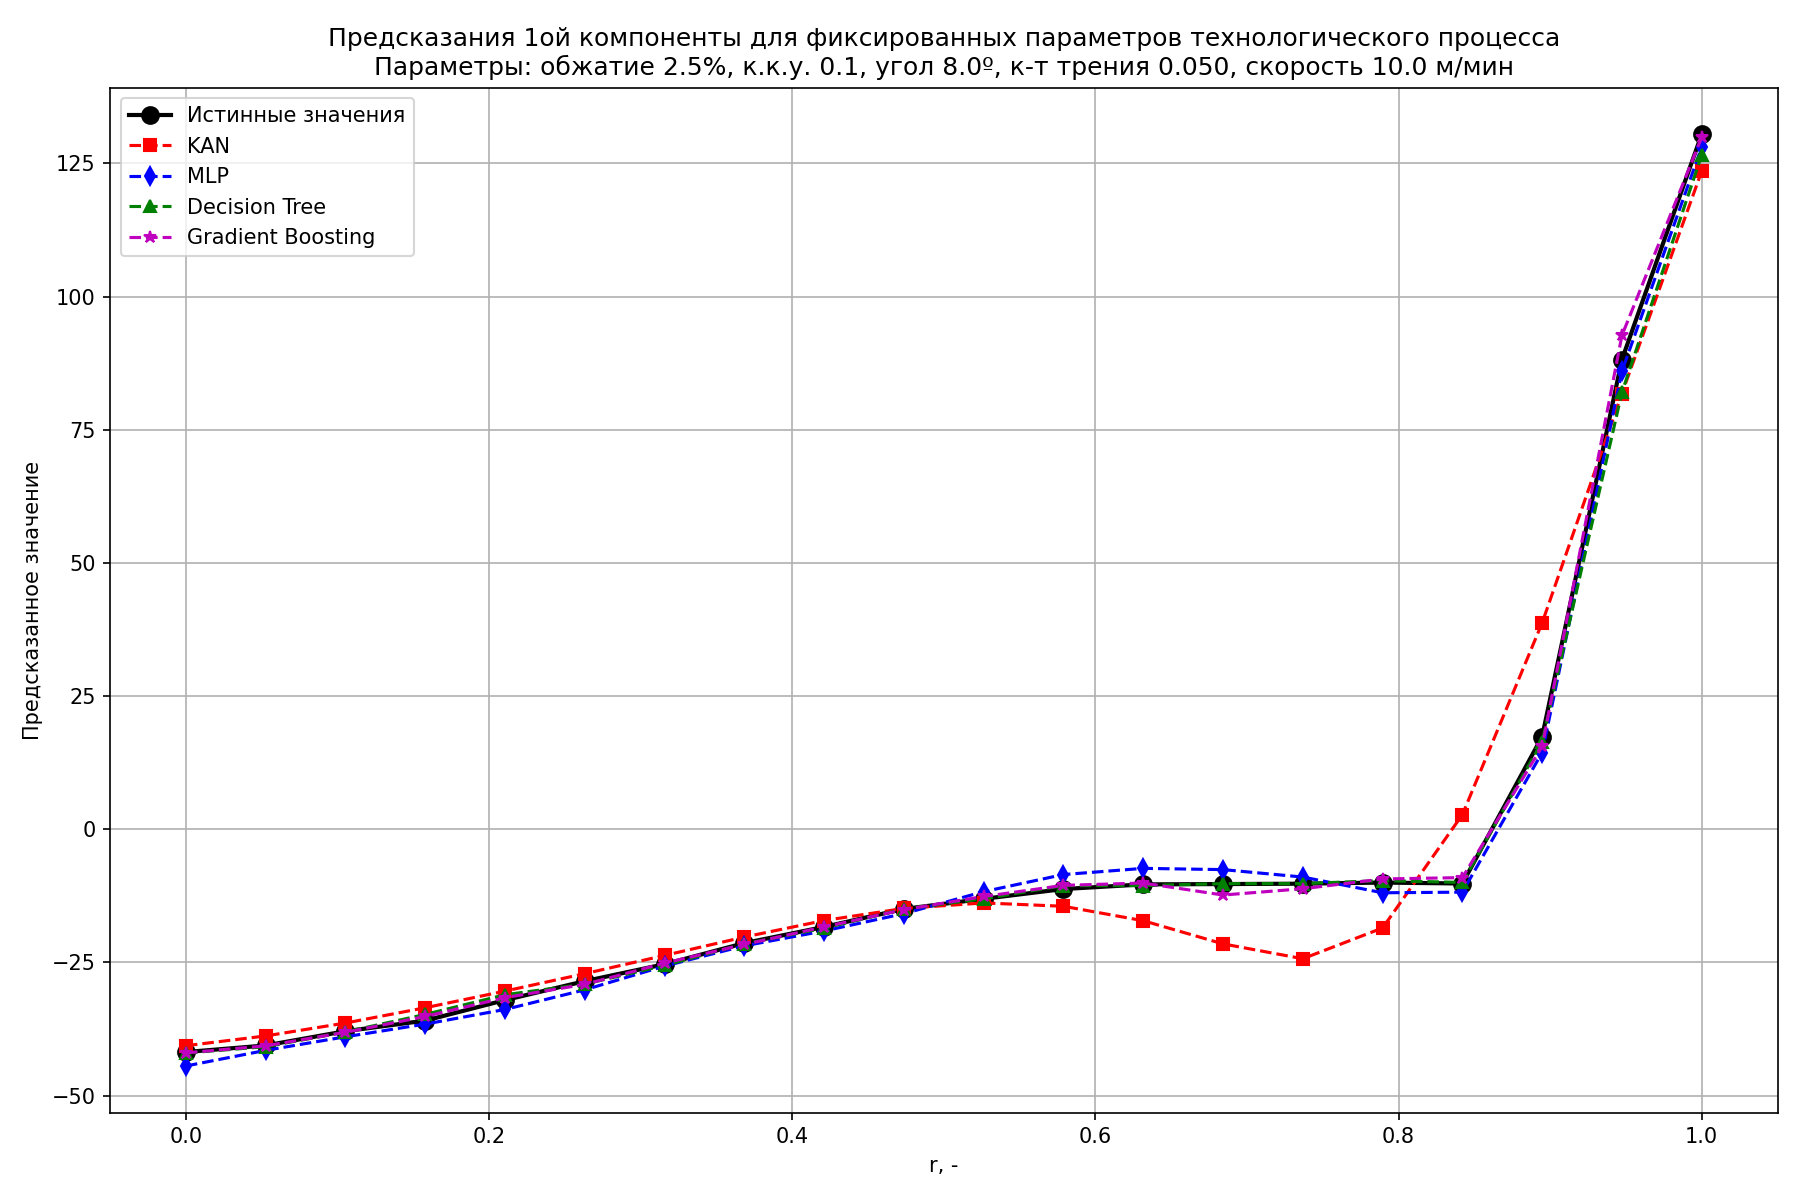 Предсказания 1ой компоненты для фиксированных параметров технологического процесса
Параметры: обжатие 2.5%, к.к.у. 0.1, угол 8.0º, к-т трения 0.050, скорость 10.0 м/мин
Истинные значения
KAN
MLP
Decision Tree
Gradient Boosting
Предсказанное значение
125
100
75
50
25
0
−25
−50
0.0
0.2
0.4
0.6
0.8
1.0
r, -